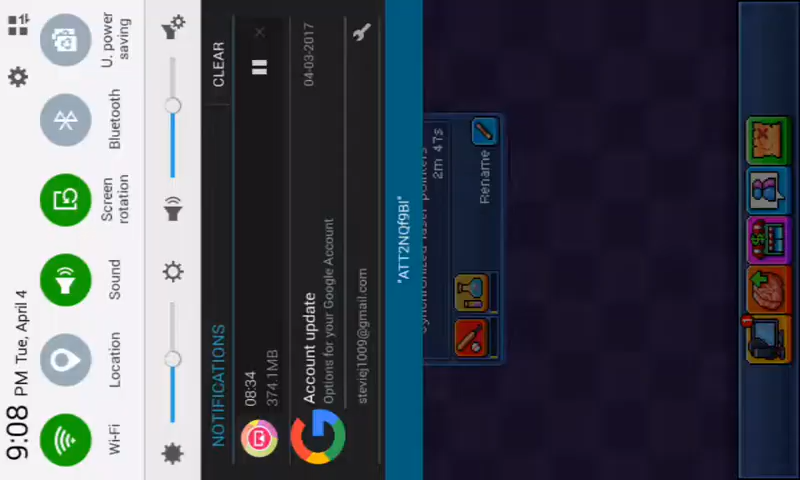 9:08 PM Tue, April 4
Wi-Fi
Location
Sound
Screen rotation
Bluetooth
U. power saving
NOTIFICATIONS
CLEAR
08:34
374.1MB
Account update
04-03-2017
Options for your Google Account
steviej1009@gmail.com
"ATT2NQf9BI"
Synchronized laser pointers
2m 47s
Rename
1